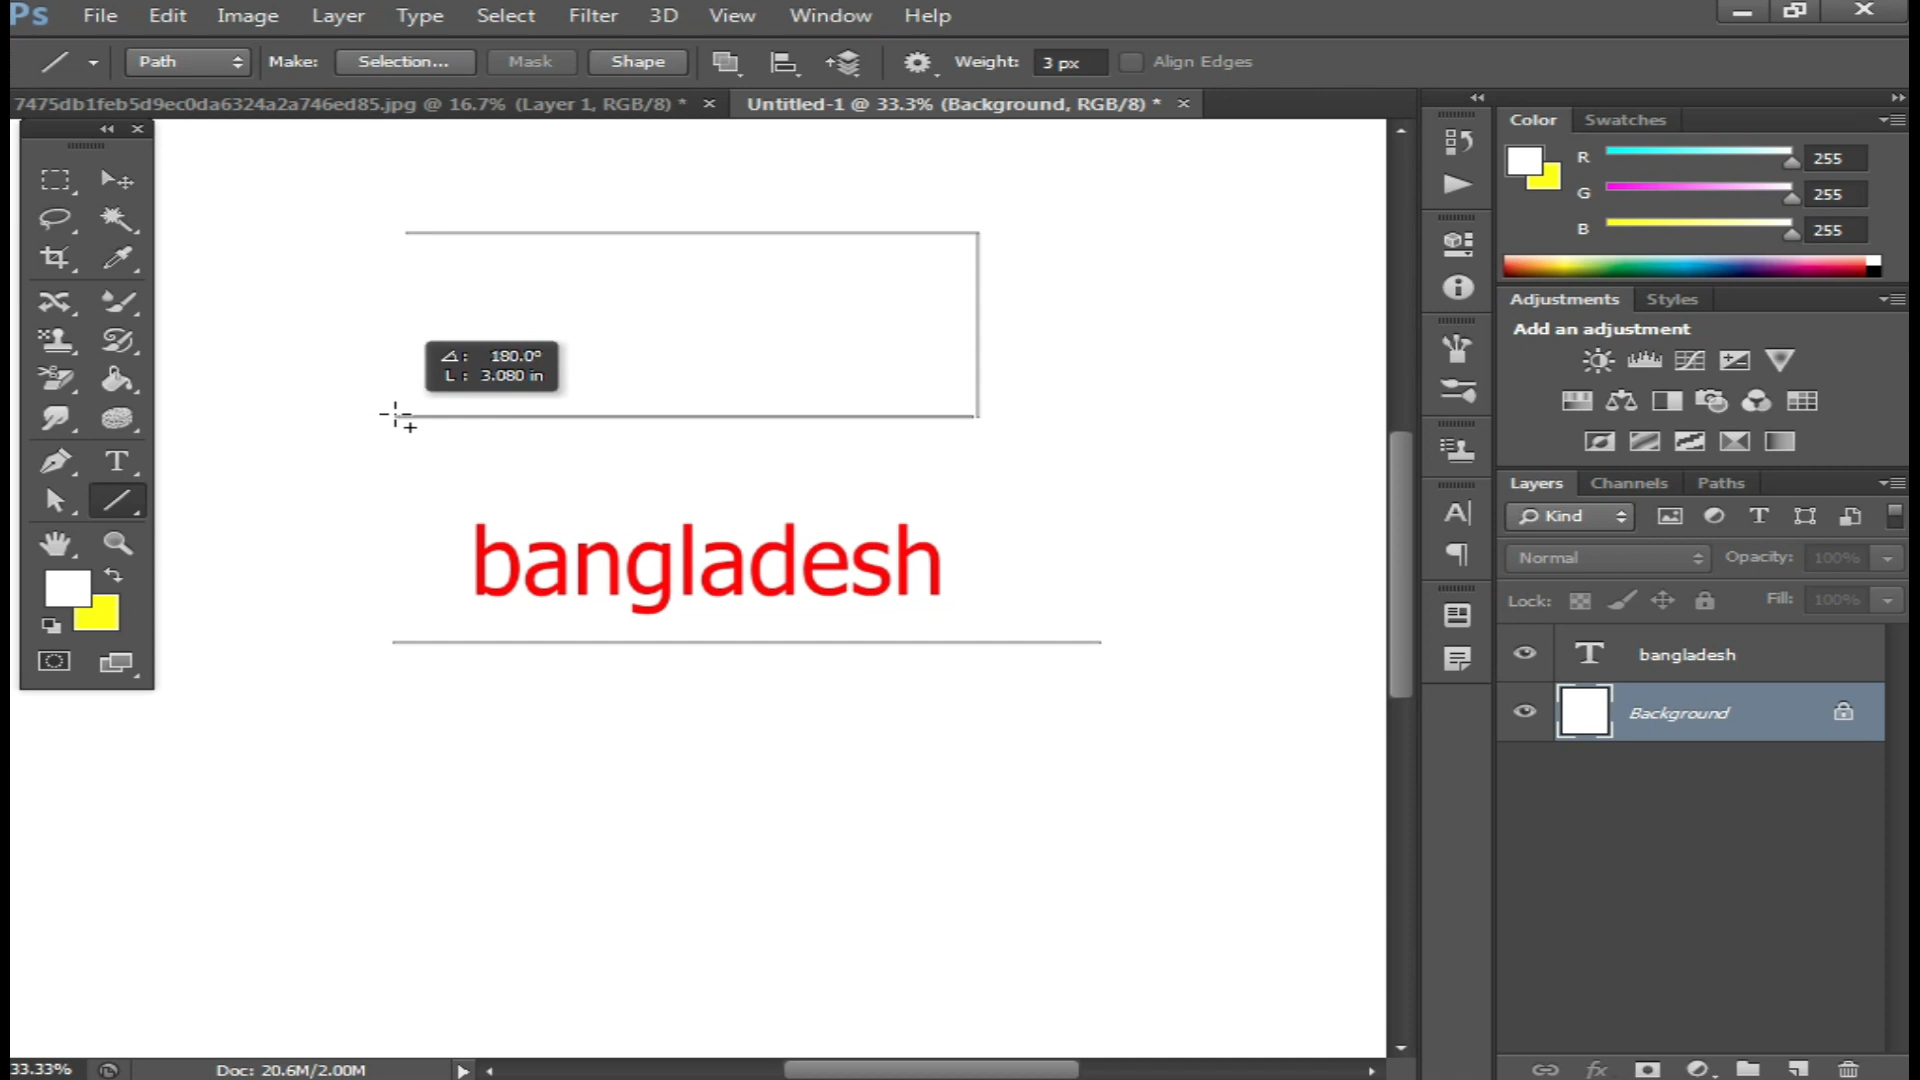 Ps File Edit Image Layer Type Select Filter 3D View Window Help
Path Make: Selection... Mask Shape Weight: 3 px Align Edges
7475db1feb5d9ec0da6324a2a746ed85.jpg @ 16.7% (Layer 1, RGB/8) * × Untitled-1 @ 33.3% (Background, RGB/8) * ×
Color Swatches
R 255
G 255
B 255
Adjustments Styles
Add an adjustment
180.0°
L : 3.080 in
Layers Channels Paths
Kind
Normal Opacity: 100%
Lock: Fill: 100%
bangladesh
bangladesh
Background
33.33% Doc: 20.6M/2.00M
fx